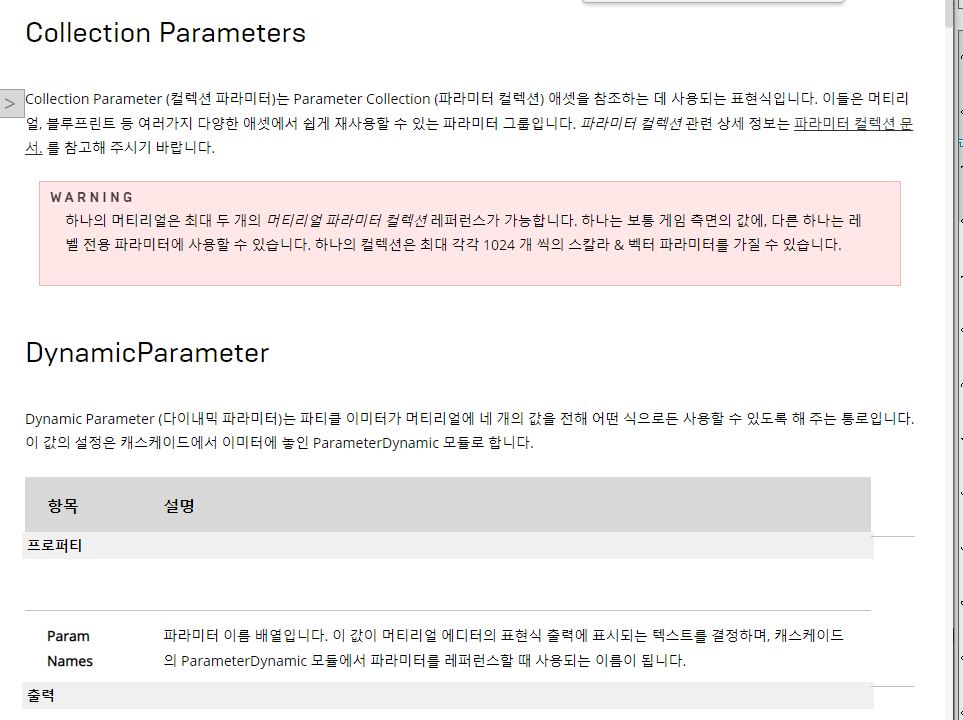 Collection Parameters
>
Collection Parameter (컬렉션 파라미터)는 Parameter Collection (파라미터 컬렉션) 애셋을 참조하는 데 사용되는 표현식입니다. 이들은 머티리
얼, 블루프린트 등 여러가지 다양한 애셋에서 쉽게 재사용할 수 있는 파라미터 그룹입니다. 파라미터 컬렉션 관련 상세 정보는 파라미터 컬렉션 문
서. 를 참고해 주시기 바랍니다.
WARNING
하나의 머티리얼은 최대 두 개의 머티리얼 파라미터 컬렉션 레퍼런스가 가능합니다. 하나는 보통 게임 측면의 값에, 다른 하나는 레
벨 전용 파라미터에 사용할 수 있습니다. 하나의 컬렉션은 최대 각각 1024 개 씩의 스칼라 & 벡터 파라미터를 가질 수 있습니다.
DynamicParameter
Dynamic Parameter (다이내믹 파라미터)는 파티클 이미터가 머티리얼에 네 개의 값을 전해 어떤 식으로든 사용할 수 있도록 해 주는 통로입니다.
이 값의 설정은 캐스케이드에서 이미터에 놓인 ParameterDynamic 모듈로 합니다.
항목 설명
프로퍼티
Param 파라미터 이름 배열입니다. 이 값이 머티리얼 에디터의 표현식 출력에 표시되는 텍스트를 결정하며, 캐스케이드
Names 의 ParameterDynamic 모듈에서 파라미터를 레퍼런스할 때 사용되는 이름이 됩니다.
출력